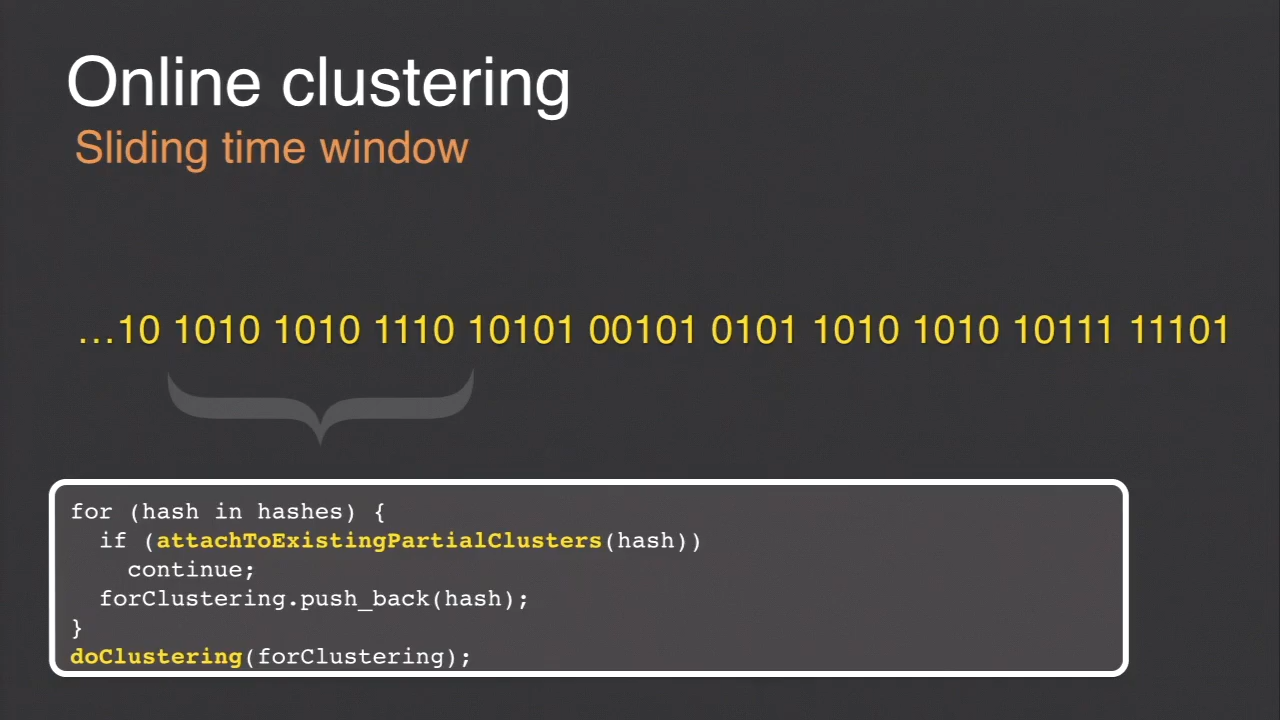 Online clustering
Sliding time window
…10 1010 1010 1110 10101 00101 0101 1010 1010 10111 11101
for (hash in hashes) {
  if (attachToExistingPartialClusters(hash))
    continue;
  forClustering.push_back(hash);
}
doClustering(forClustering);